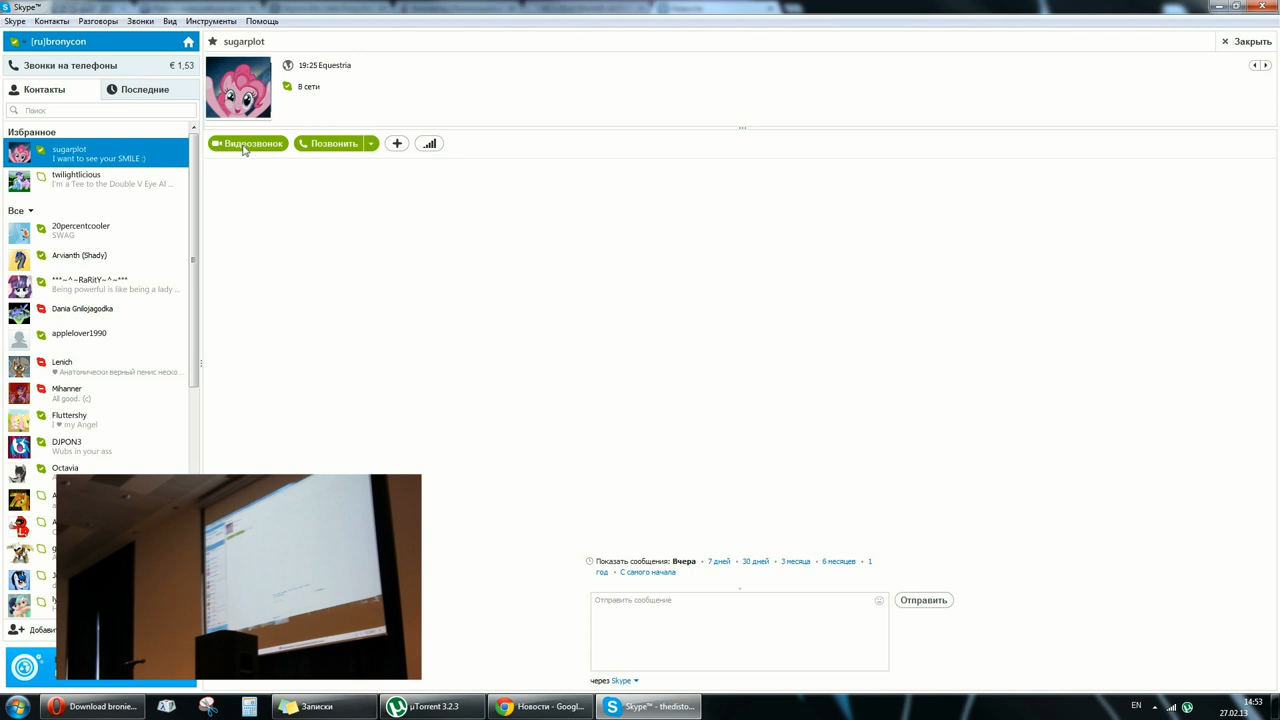 Skype™
Skype Контакты Разговоры Звонки Вид Инструменты Помощь
[ru]bronycon
sugarplot
Закрыть
Звонки на телефоны € 1,53
19:25 Equestria
В сети
Контакты Последние
Поиск
Видеозвонок Позвонить
Избранное
sugarplot
I want to see your SMILE :)
twilightlicious
I'm a Tee to the Double V Eye Al ...
Все
20percentcooler
SWAG
Arvianth (Shady)
***~^~RaRitY~^~***
Being powerful is like being a lady ...
Dania Gnilojagodka
applelover1990
Lenich
♥ Анатомически верный пенис неско...
Mihanner
All good. (c)
Fluttershy
I ♥ my Angel
DJPON3
Wubs in your ass
Octavia
Показать сообщения: Вчера • 7 дней • 30 дней • 3 месяца • 6 месяцев • 1
год • С самого начала
Отправить сообщение
Отправить
Добави
через Skype
Download bronie...
Записки
µTorrent 3.2.3
Новости - Googl...
Skype™ - thedisto...
EN
14:53
27.02.13